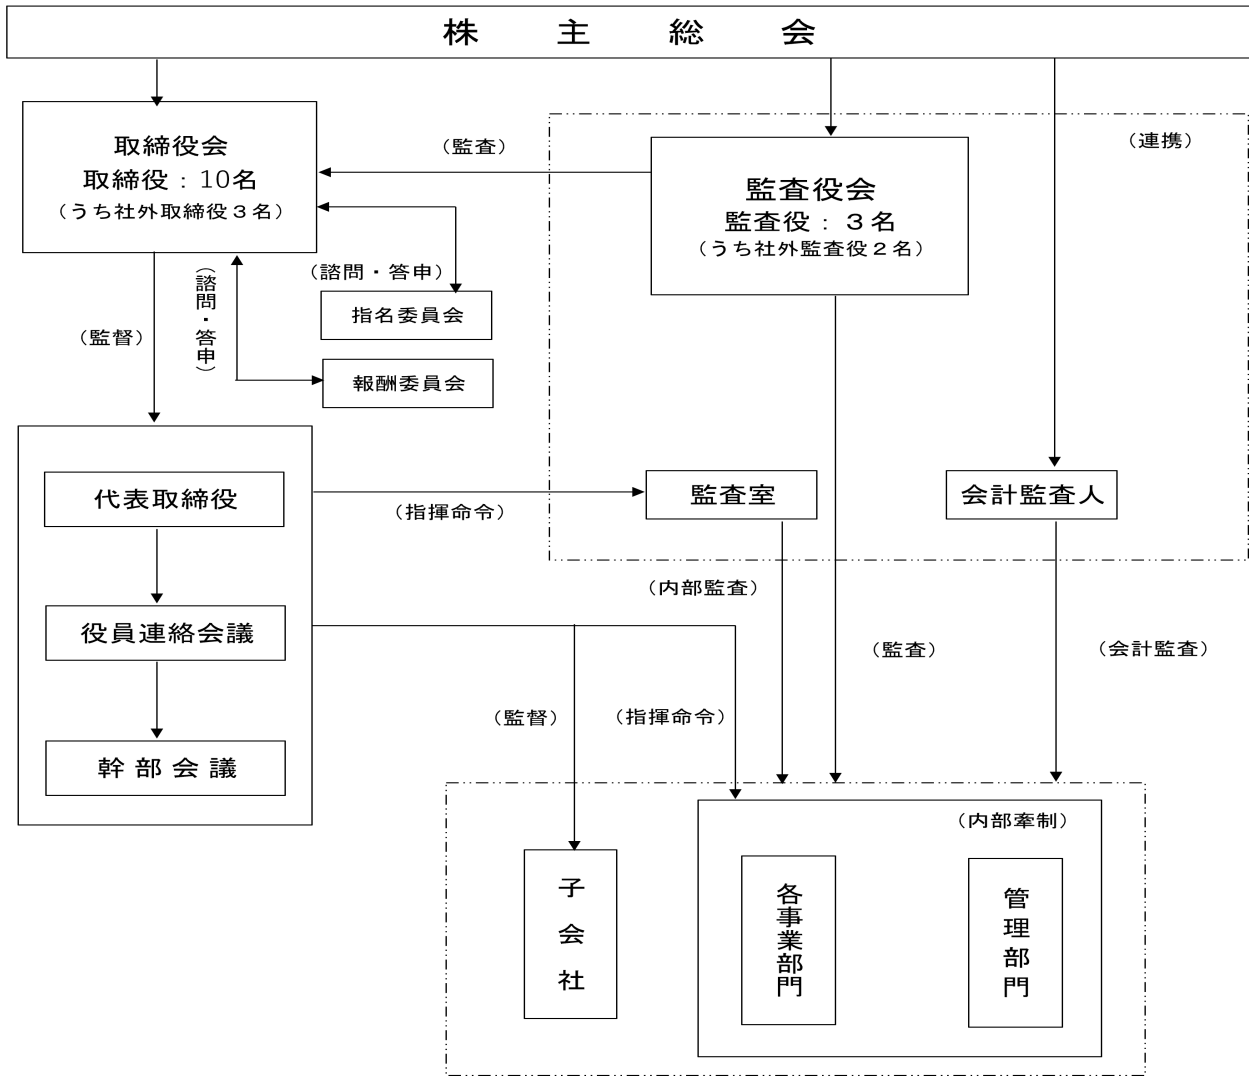 株主総会
取締役会
取締役：10名
（うち社外取締役３名）
（監査）
（連携）
監査役会
監査役：３名
（うち社外監査役２名）
（諮問・答申）
指名委員会
（諮問・答申）
報酬委員会
（監督）
代表取締役
（指揮命令）
監査室
会計監査人
役員連絡会議
（内部監査）
（監査）
（会計監査）
幹部会議
（監督）
（指揮命令）
（内部牽制）
子会社
各事業部門
管理部門